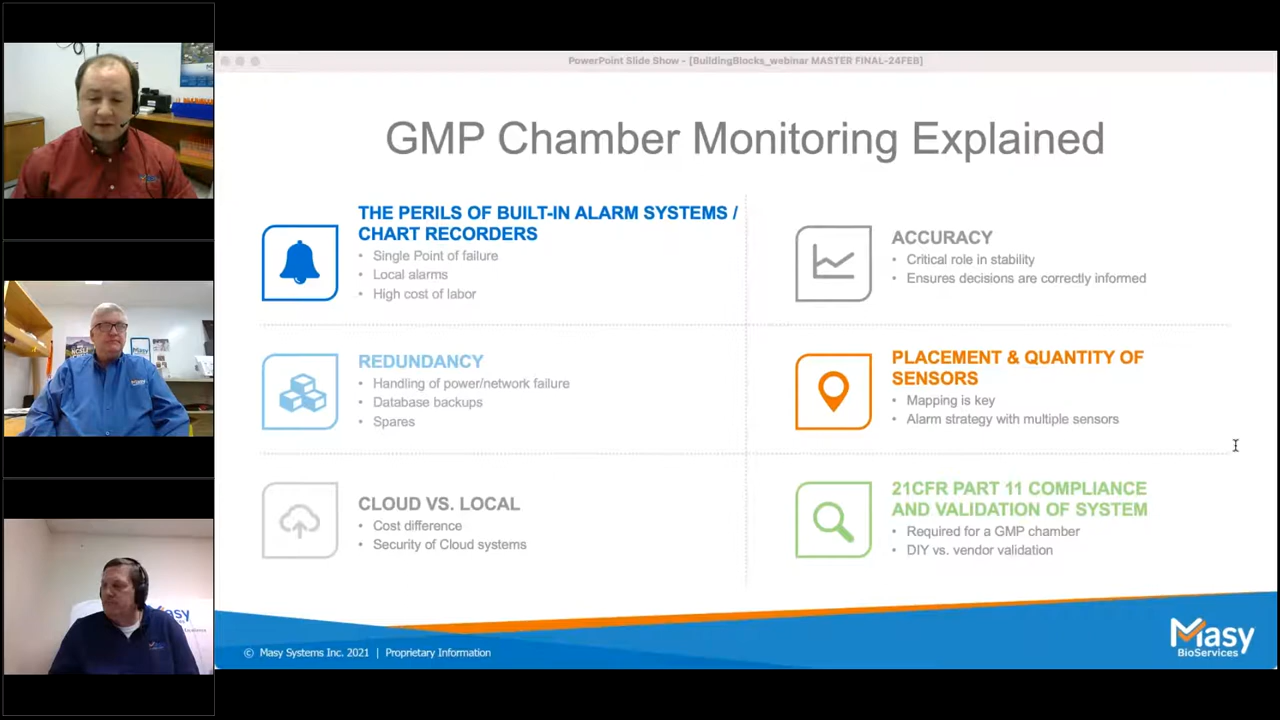 PowerPoint Slide Show - [BuildingBlocks_webinar MASTER FINAL-24FEB]
GMP Chamber Monitoring Explained
THE PERILS OF BUILT-IN ALARM SYSTEMS /
CHART RECORDERS
• Single Point of failure
• Local alarms
• High cost of labor
REDUNDANCY
• Handling of power/network failure
• Database backups
• Spares
CLOUD VS. LOCAL
• Cost difference
• Security of Cloud systems
ACCURACY
• Critical role in stability
• Ensures decisions are correctly informed
PLACEMENT & QUANTITY OF
SENSORS
• Mapping is key
• Alarm strategy with multiple sensors
21CFR PART 11 COMPLIANCE
AND VALIDATION OF SYSTEM
• Required for a GMP chamber
• DIY vs. vendor validation
© Masy Systems Inc. 2021 | Proprietary Information
Masy
BioServices
Masy